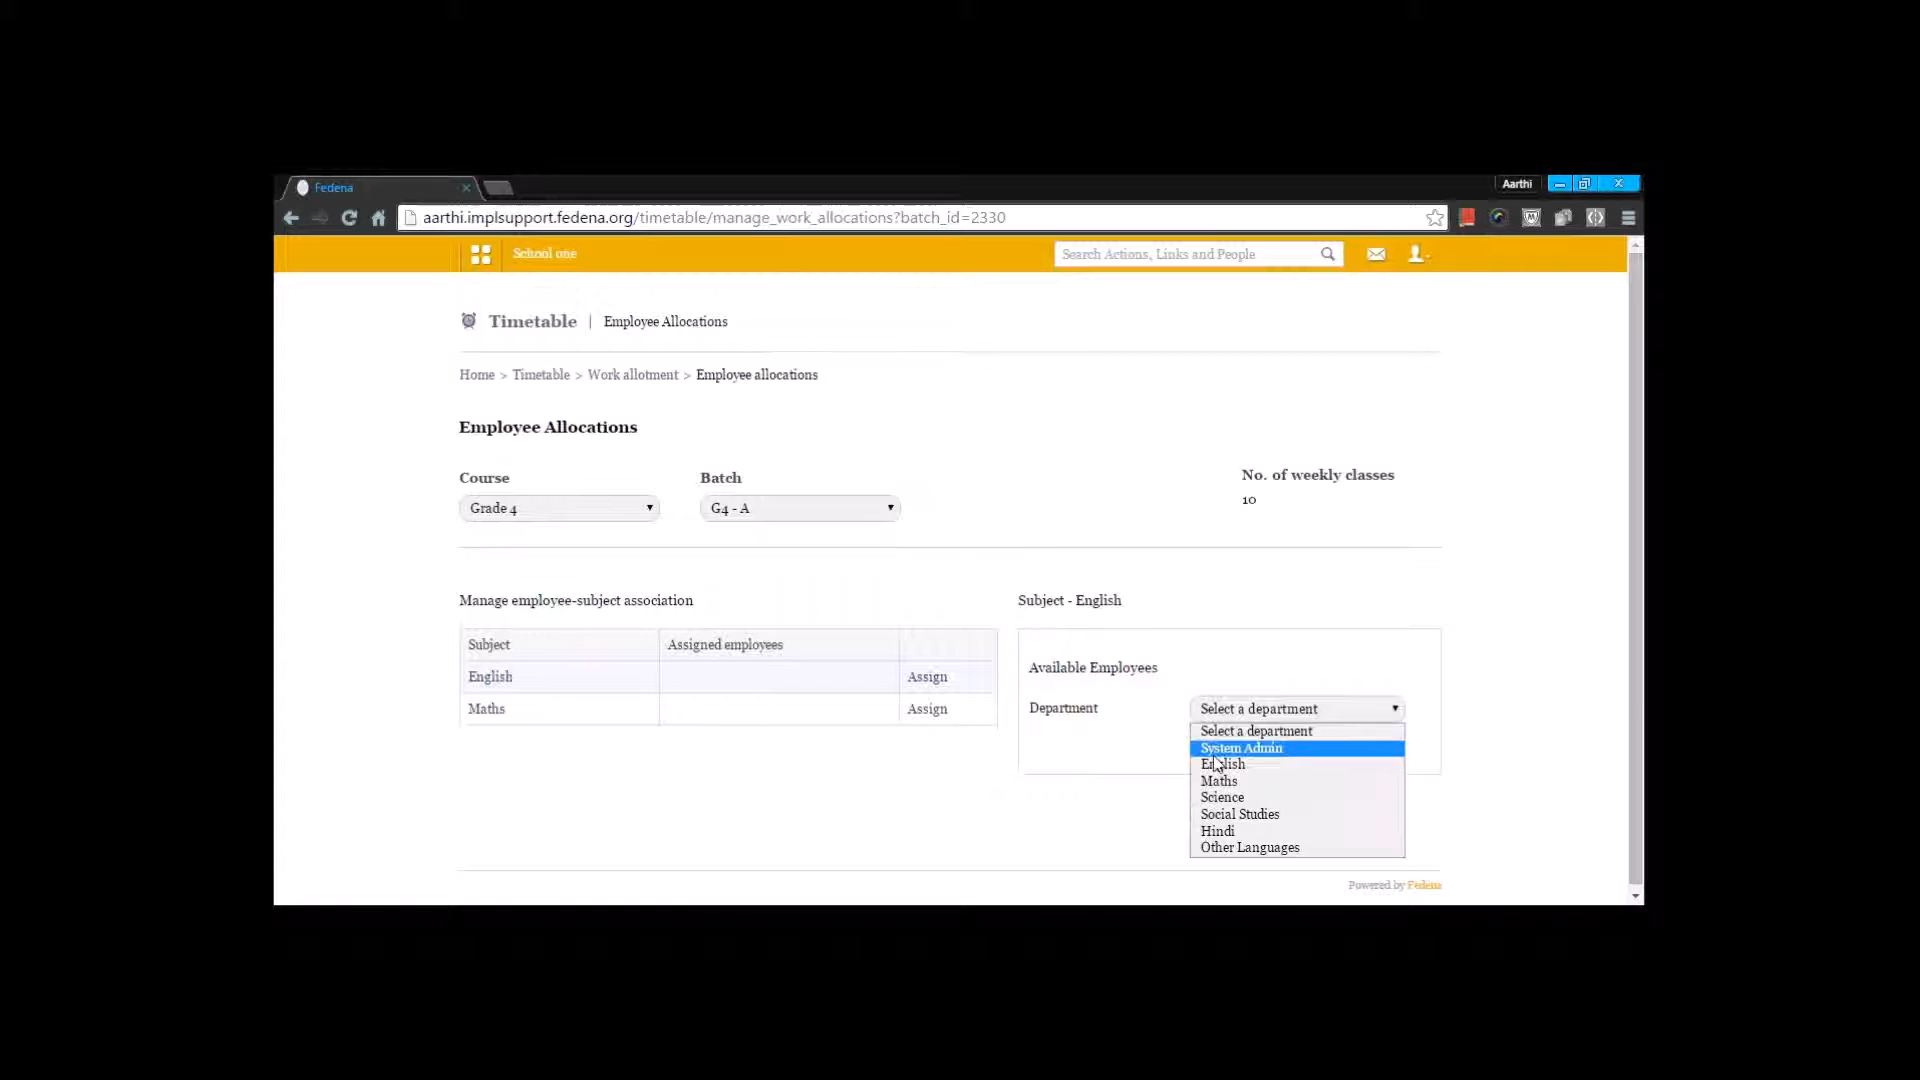 Fedena
Aarthi
aarthi.implsupport.fedena.org/timetable/manage_work_allocations?batch_id=2330
School one
Search Actions, Links and People
Timetable | Employee Allocations
Home > Timetable > Work allotment > Employee allocations
Employee Allocations
Course
Batch
No. of weekly classes
Grade 4
G4 - A
10
Manage employee-subject association
Subject - English
Subject
Assigned employees
English
Assign
Maths
Assign
Available Employees
Department
Select a department
Select a department
System Admin
English
Maths
Science
Social Studies
Hindi
Other Languages
Powered by Fedena